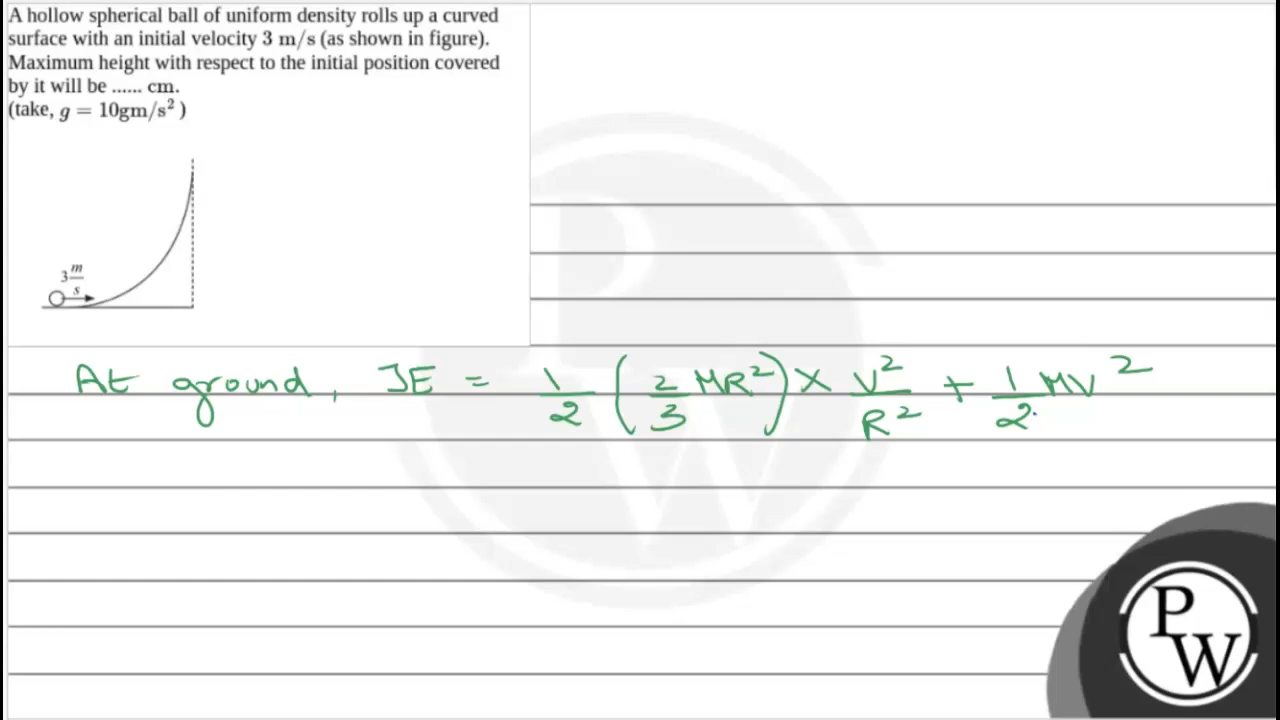 A hollow spherical ball of uniform density rolls up a curved
surface with an initial velocity 3 m/s (as shown in figure).
Maximum height with respect to the initial position covered
by it will be ...... cm.
(take, g = 10gm/s² )
3 m/s
At ground, IE = 1/2 (2/3 MR²) × V²/R² + 1/2 MV²
P
W
P
W